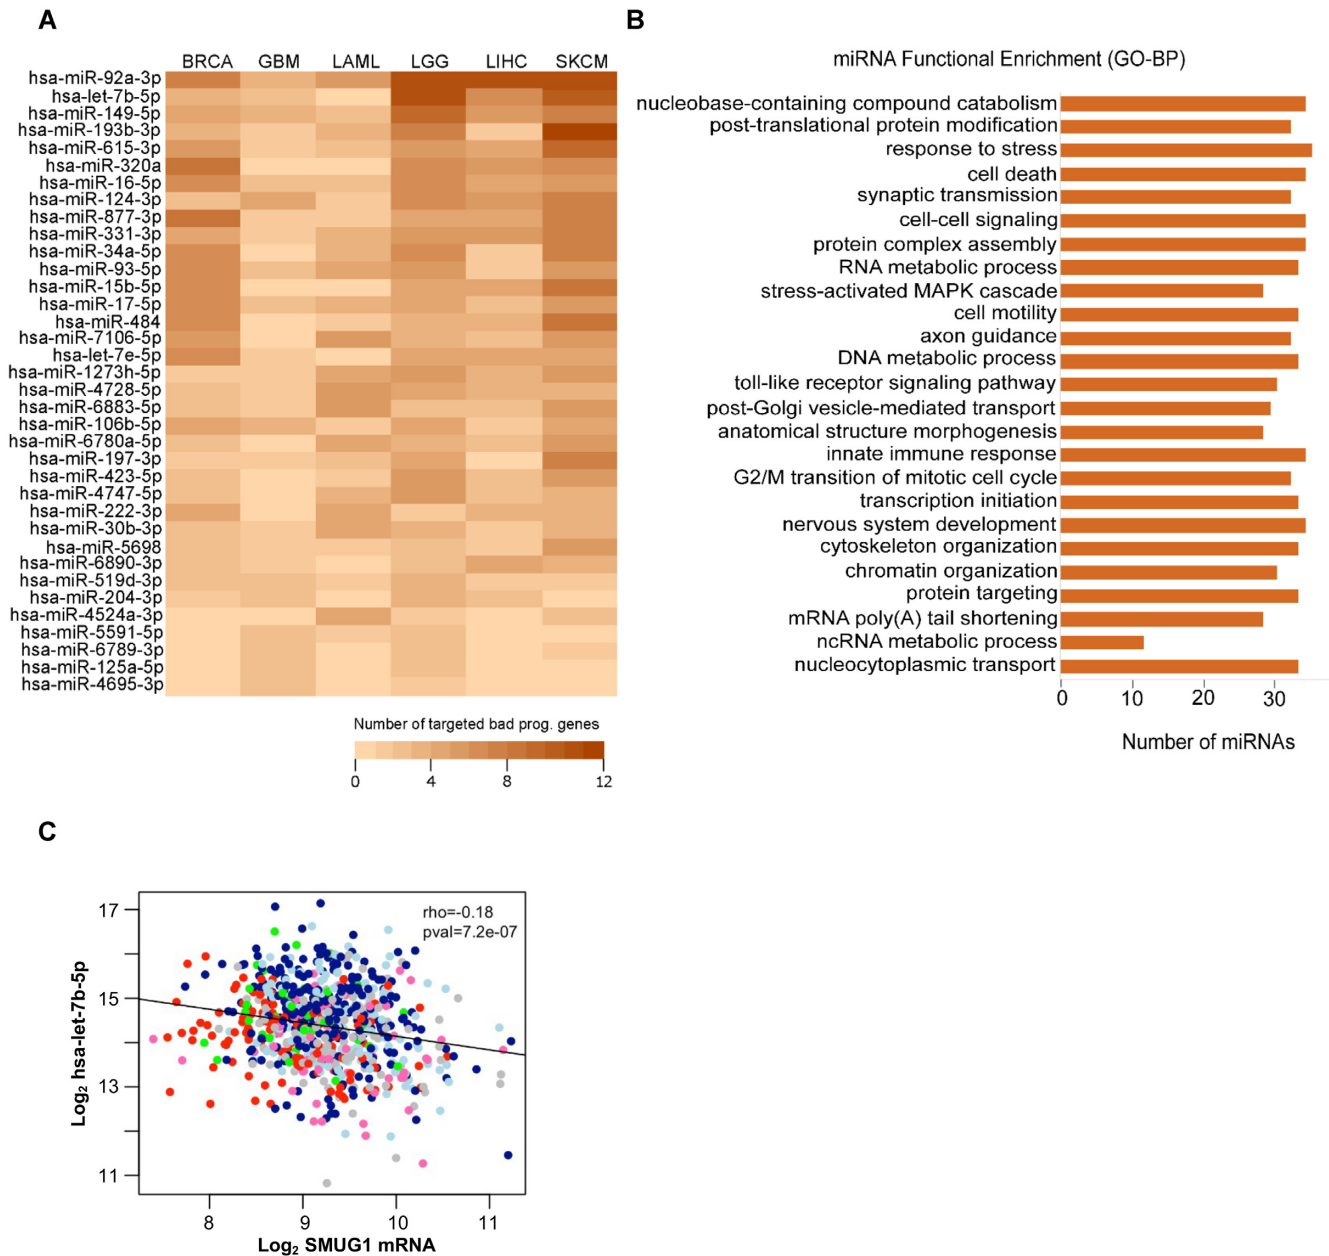 A
BRCA GBM LAML LGG LIHC SKCM
hsa-miR-92a-3p
hsa-let-7b-5p
hsa-miR-149-5p
hsa-miR-193b-3p
hsa-miR-615-3p
hsa-miR-320a
hsa-miR-16-5p
hsa-miR-124-3p
hsa-miR-877-3p
hsa-miR-331-3p
hsa-miR-34a-5p
hsa-miR-93-5p
hsa-miR-15b-5p
hsa-miR-17-5p
hsa-miR-484
hsa-miR-7106-5p
hsa-let-7e-5p
hsa-miR-1273h-5p
hsa-miR-4728-5p
hsa-miR-6883-5p
hsa-miR-106b-5p
hsa-miR-6780a-5p
hsa-miR-197-3p
hsa-miR-423-5p
hsa-miR-4747-5p
hsa-miR-222-3p
hsa-miR-30b-3p
hsa-miR-5698
hsa-miR-6890-3p
hsa-miR-519d-3p
hsa-miR-204-3p
hsa-miR-4524a-3p
hsa-miR-5591-5p
hsa-miR-6789-3p
hsa-miR-125a-5p
hsa-miR-4695-3p
Number of targeted bad prog. genes
0 4 8 12
B
miRNA Functional Enrichment (GO-BP)
nucleobase-containing compound catabolism
post-translational protein modification
response to stress
cell death
synaptic transmission
cell-cell signaling
protein complex assembly
RNA metabolic process
stress-activated MAPK cascade
cell motility
axon guidance
DNA metabolic process
toll-like receptor signaling pathway
post-Golgi vesicle-mediated transport
anatomical structure morphogenesis
innate immune response
G2/M transition of mitotic cell cycle
transcription initiation
nervous system development
cytoskeleton organization
chromatin organization
protein targeting
mRNA poly(A) tail shortening
ncRNA metabolic process
nucleocytoplasmic transport
0 10 20 30
Number of miRNAs
C
rho=-0.18
pval=7.2e-07
17
15
13
11
Log₂ hsa-let-7b-5p
8 9 10 11
Log₂ SMUG1 mRNA